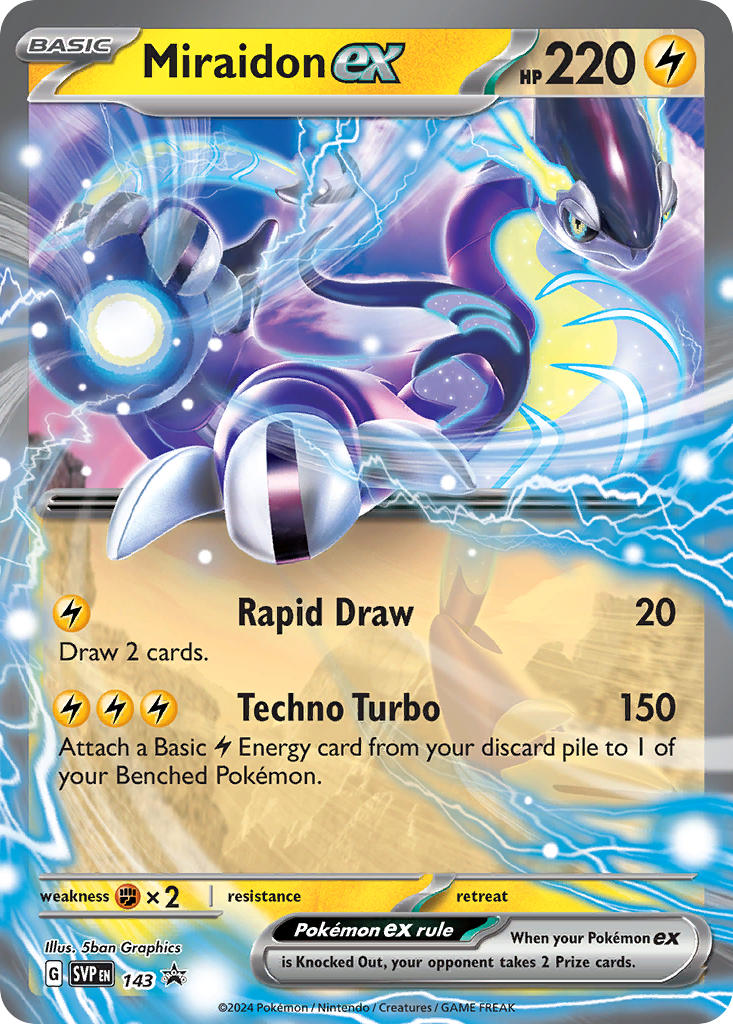 BASIC
Miraidon ex
HP 220
Rapid Draw 20
Draw 2 cards.
Techno Turbo 150
Attach a Basic Energy card from your discard pile to 1 of
your Benched Pokémon.
weakness ×2 resistance retreat
Illus. 5ban Graphics
G SVP EN 143
Pokémon ex rule
When your Pokémon ex
is Knocked Out, your opponent takes 2 Prize cards.
©2024 Pokémon / Nintendo / Creatures / GAME FREAK